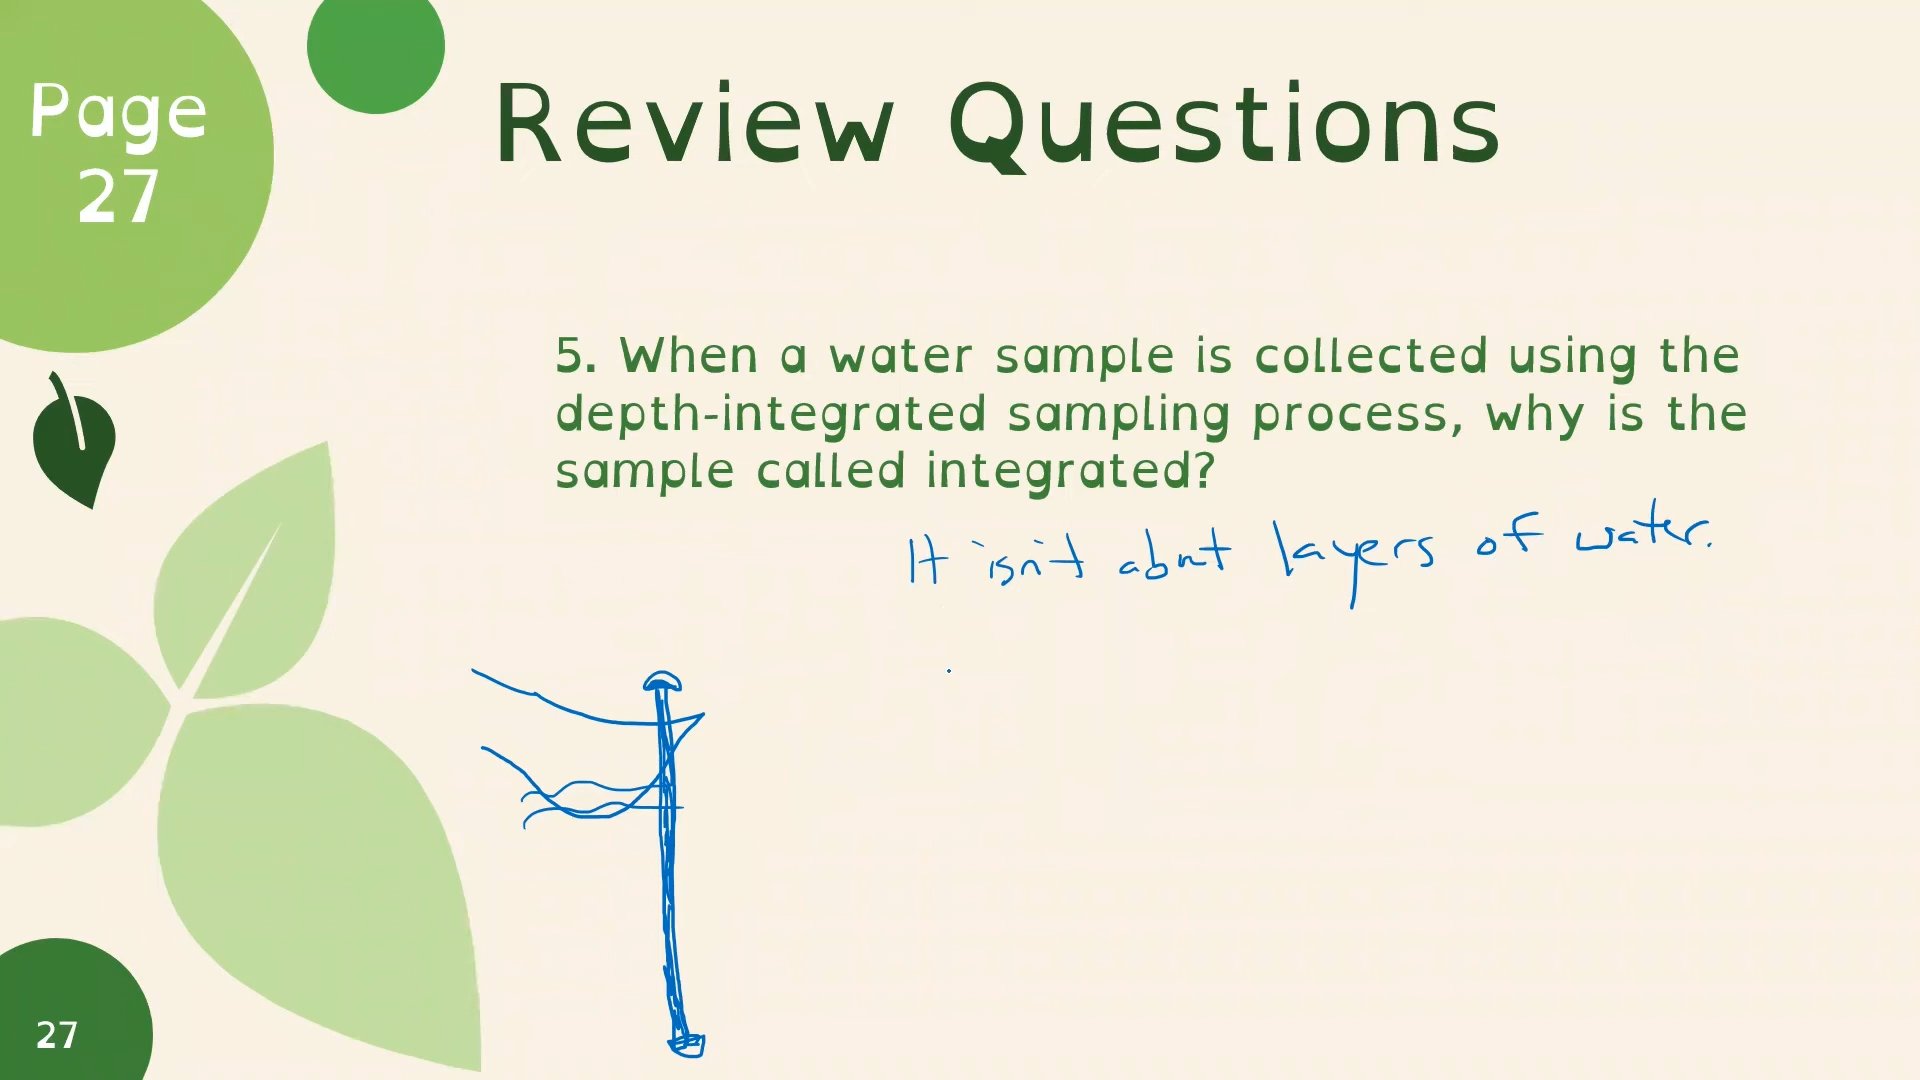 Page
27
Review Questions
5. When a water sample is collected using the
depth-integrated sampling process, why is the
sample called integrated?
It isn't about layers of water.
27